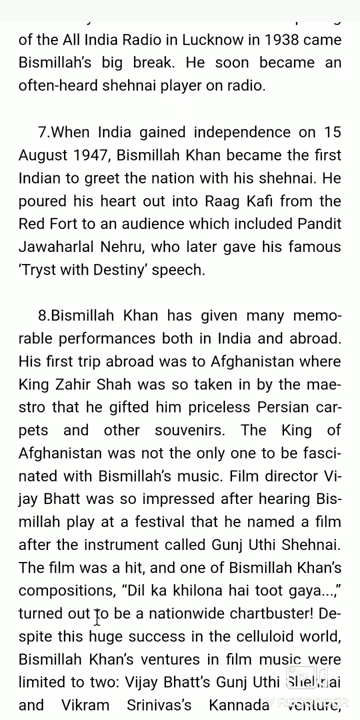 of the All India Radio in Lucknow in 1938 came
Bismillah's big break. He soon became an
often-heard shehnai player on radio.
7.When India gained independence on 15
August 1947, Bismillah Khan became the first
Indian to greet the nation with his shehnai. He
poured his heart out into Raag Kafi from the
Red Fort to an audience which included Pandit
Jawaharlal Nehru, who later gave his famous
‘Tryst with Destiny’ speech.
8.Bismillah Khan has given many memo-
rable performances both in India and abroad.
His first trip abroad was to Afghanistan where
King Zahir Shah was so taken in by the mae-
stro that he gifted him priceless Persian car-
pets and other souvenirs. The King of
Afghanistan was not the only one to be fasci-
nated with Bismillah's music. Film director Vi-
jay Bhatt was so impressed after hearing Bis-
millah play at a festival that he named a film
after the instrument called Gunj Uthi Shehnai.
The film was a hit, and one of Bismillah Khan's
compositions, “Dil ka khilona hai toot gaya...,”
turned out to be a nationwide chartbuster! De-
spite this huge success in the celluloid world,
Bismillah Khan's ventures in film music were
limited to two: Vijay Bhatt's Gunj Uthi Shehnai
and Vikram Srinivas's Kannada venture,